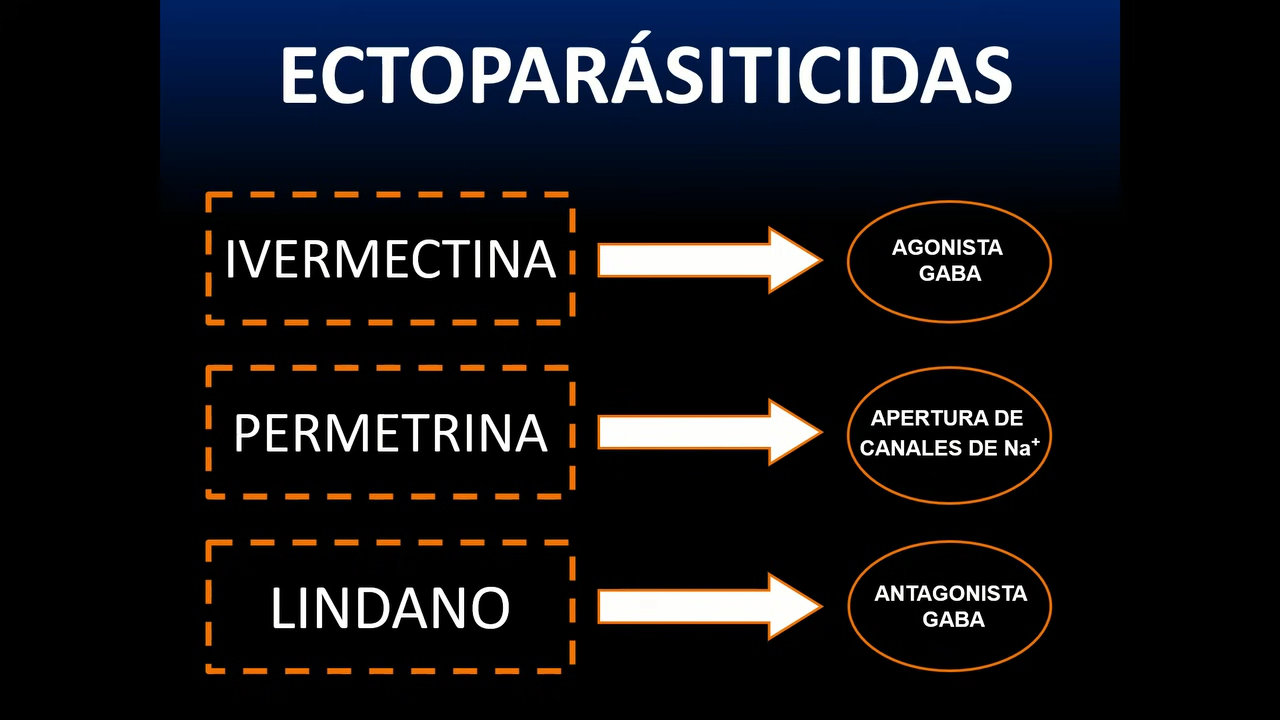 ECTOPARÁSITICIDAS
IVERMECTINA
AGONISTA
GABA
PERMETRINA
APERTURA DE
CANALES DE Na⁺
LINDANO
ANTAGONISTA
GABA